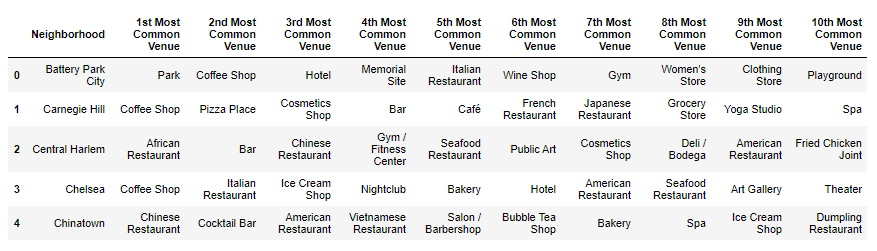 Neighborhood 1st Most Common Venue 2nd Most Common Venue 3rd Most Common Venue 4th Most Common Venue 5th Most Common Venue 6th Most Common Venue 7th Most Common Venue 8th Most Common Venue 9th Most Common Venue 10th Most Common Venue
0 Battery Park City Park Coffee Shop Hotel Memorial Site Italian Restaurant Wine Shop Gym Women's Store Clothing Store Playground
1 Carnegie Hill Coffee Shop Pizza Place Cosmetics Shop Bar Café French Restaurant Japanese Restaurant Grocery Store Yoga Studio Spa
2 Central Harlem African Restaurant Bar Chinese Restaurant Gym / Fitness Center Seafood Restaurant Public Art Cosmetics Shop Deli / Bodega American Restaurant Fried Chicken Joint
3 Chelsea Coffee Shop Italian Restaurant Ice Cream Shop Nightclub Bakery Hotel American Restaurant Seafood Restaurant Art Gallery Theater
4 Chinatown Chinese Restaurant Cocktail Bar American Restaurant Vietnamese Restaurant Salon / Barbershop Bubble Tea Shop Bakery Spa Ice Cream Shop Dumpling Restaurant